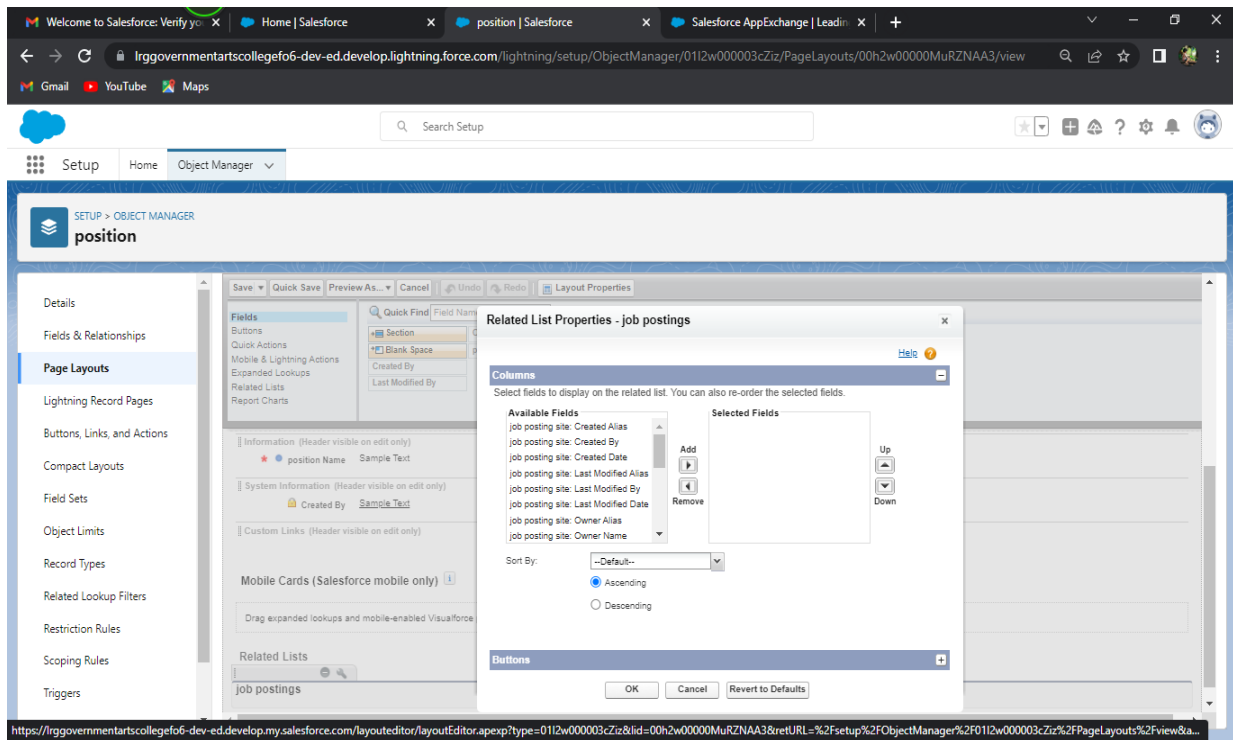 Welcome to Salesforce: Verify yo
Home | Salesforce
position | Salesforce
Salesforce AppExchange | Leadin
lrggovernmentartscollegefo6-dev-ed.develop.lightning.force.com/lightning/setup/ObjectManager/01I2w000003cZiz/PageLayouts/00h2w00000MuRZNAA3/view
Gmail YouTube Maps
Search Setup
Setup Home Object Manager
SETUP > OBJECT MANAGER
position
Details
Fields & Relationships
Page Layouts
Lightning Record Pages
Buttons, Links, and Actions
Compact Layouts
Field Sets
Object Limits
Record Types
Related Lookup Filters
Restriction Rules
Scoping Rules
Triggers
Save Quick Save Preview As... Cancel Undo Redo Layout Properties
Fields
Buttons
Quick Actions
Mobile & Lightning Actions
Expanded Lookups
Related Lists
Report Charts
Quick Find Field Nam
Section
Blank Space
Created By
Last Modified By
Information (Header visible on edit only)
position Name Sample Text
System Information (Header visible on edit only)
Created By Sample Text
Custom Links (Header visible on edit only)
Mobile Cards (Salesforce mobile only)
Drag expanded lookups and mobile-enabled Visualforce
Related Lists
job postings
Related List Properties - job postings
Help
Columns
Select fields to display on the related list. You can also re-order the selected fields.
Available Fields
job posting site: Created Alias
job posting site: Created By
job posting site: Created Date
job posting site: Last Modified Alias
job posting site: Last Modified By
job posting site: Last Modified Date
job posting site: Owner Alias
job posting site: Owner Name
Add
Remove
Selected Fields
Up
Down
Sort By: --Default--
Ascending
Descending
Buttons
OK Cancel Revert to Defaults
https://lrggovernmentartscollegefo6-dev-ed.develop.my.salesforce.com/layouteditor/layoutEditor.apexp?type=01I2w000003cZiz&lid=00h2w00000MuRZNAA3&retURL=%2Fsetup%2FObjectManager%2F01I2w000003cZiz%2FPageLayouts%2Fview&a...